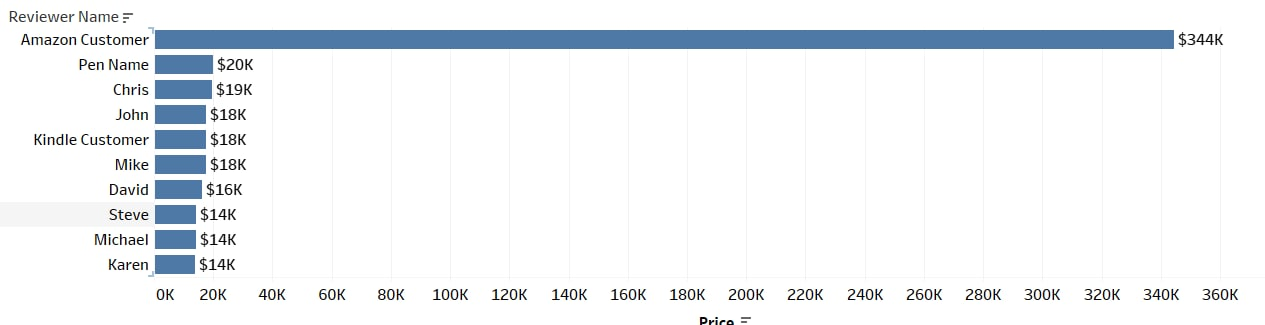 Reviewer Name
Amazon Customer $344K
Pen Name $20K
Chris $19K
John $18K
Kindle Customer $18K
Mike $18K
David $16K
Steve $14K
Michael $14K
Karen $14K
0K 20K 40K 60K 80K 100K 120K 140K 160K 180K 200K 220K 240K 260K 280K 300K 320K 340K 360K
Price